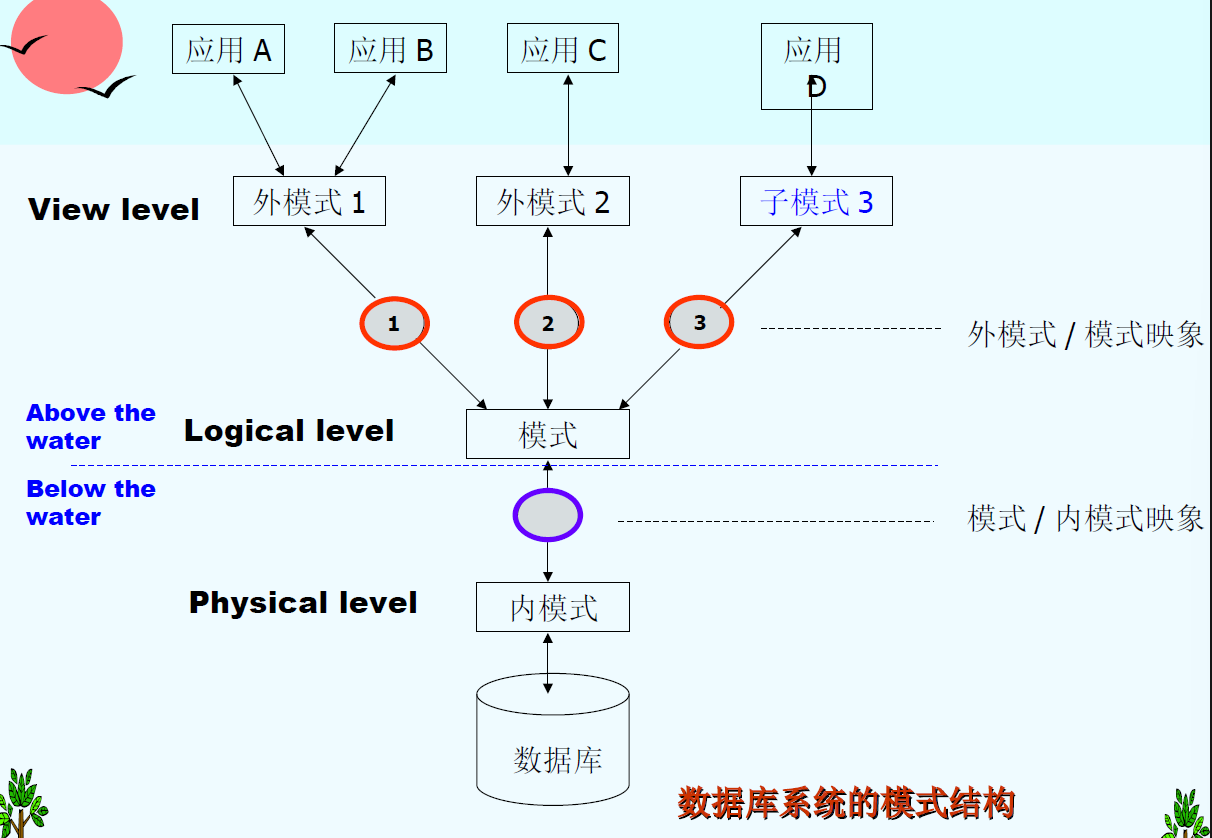 应用 A
应用 B
应用 C
应用
D
View level
外模式 1
外模式 2
子模式 3
1
2
3
外模式 / 模式映象
Above the
water
Logical level
模式
Below the
water
模式 / 内模式映象
Physical level
内模式
数据库
数据库系统的模式结构